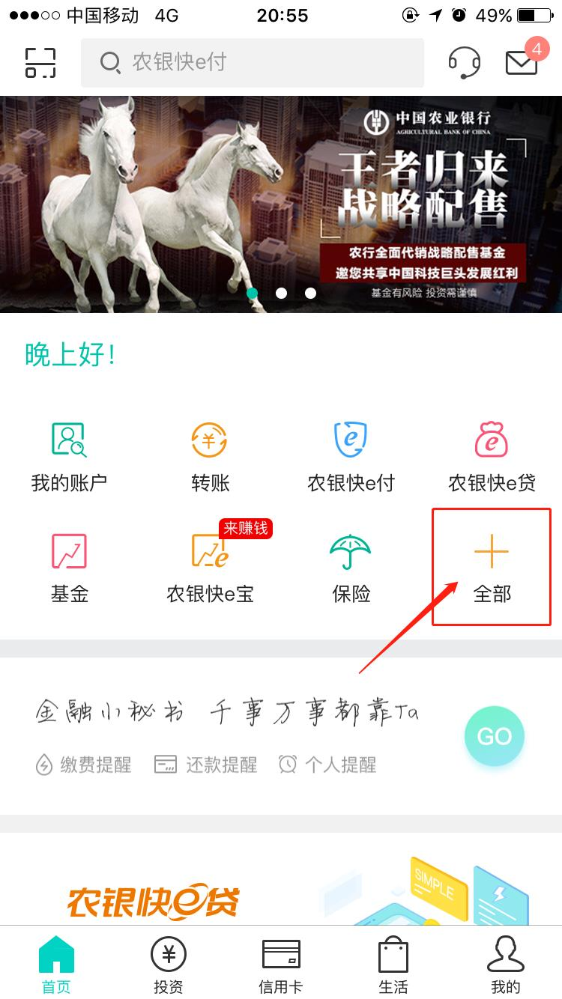 中国移动 4G 20:55 49%
农银快e付 4
中国农业银行
AGRICULTURAL BANK OF CHINA
王者归来
战略配售
农行全面代销战略配售基金
邀您共享中国科技巨头发展红利
基金有风险 投资需谨慎
晚上好!
我的账户 转账 农银快e付 农银快e贷
来赚钱
基金 农银快e宝 保险 全部
金融小秘书 千事万事都靠Ta
GO
缴费提醒 还款提醒 个人提醒
SIMPLE
农银快e贷
首页 投资 信用卡 生活 我的